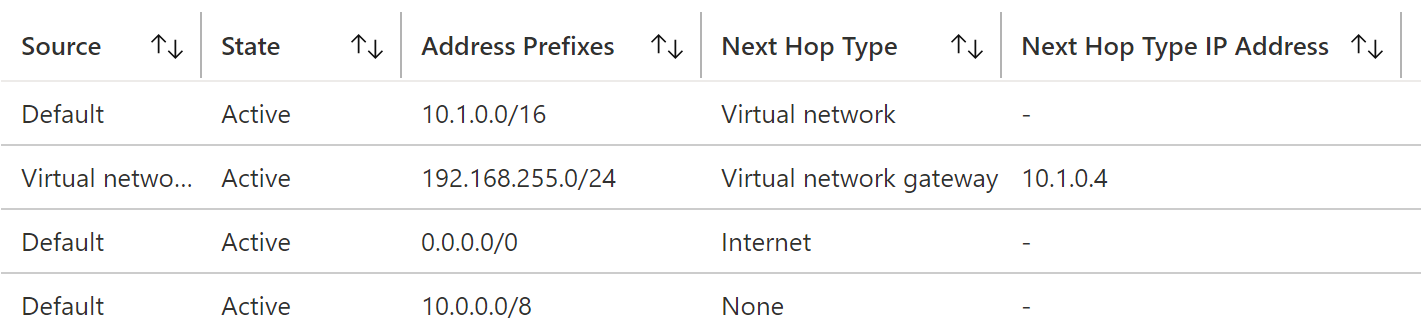 Source State Address Prefixes Next Hop Type Next Hop Type IP Address
Default Active 10.1.0.0/16 Virtual network -
Virtual netwo... Active 192.168.255.0/24 Virtual network gateway 10.1.0.4
Default Active 0.0.0.0/0 Internet -
Default Active 10.0.0.0/8 None -